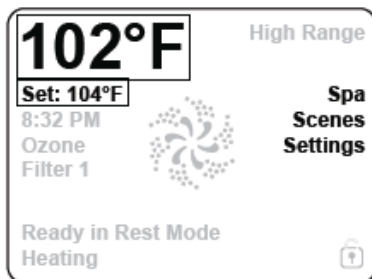 102°F
High Range
Set: 104°F
Spa
8:32 PM
Scenes
Ozone
Settings
Filter 1
Ready in Rest Mode
Heating